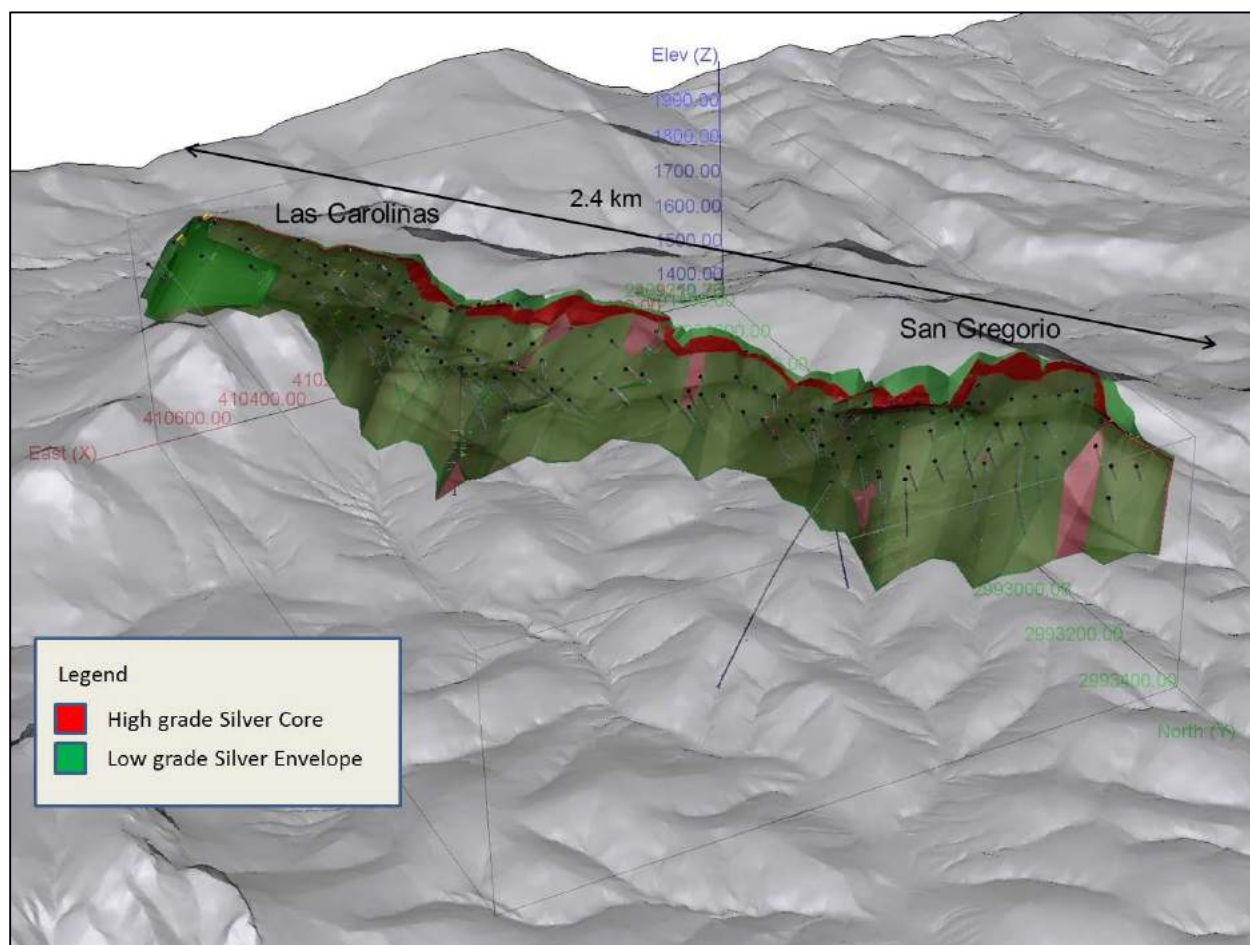 Elev (Z)
1900.00
1800.00
1700.00
1600.00
1500.00
1400.00
2.4 km
Las Carolinas
San Gregorio
410400.00
410600.00
East (X)
2993000.00
2993200.00
2993400.00
North (Y)
Legend
High grade Silver Core
Low grade Silver Envelope